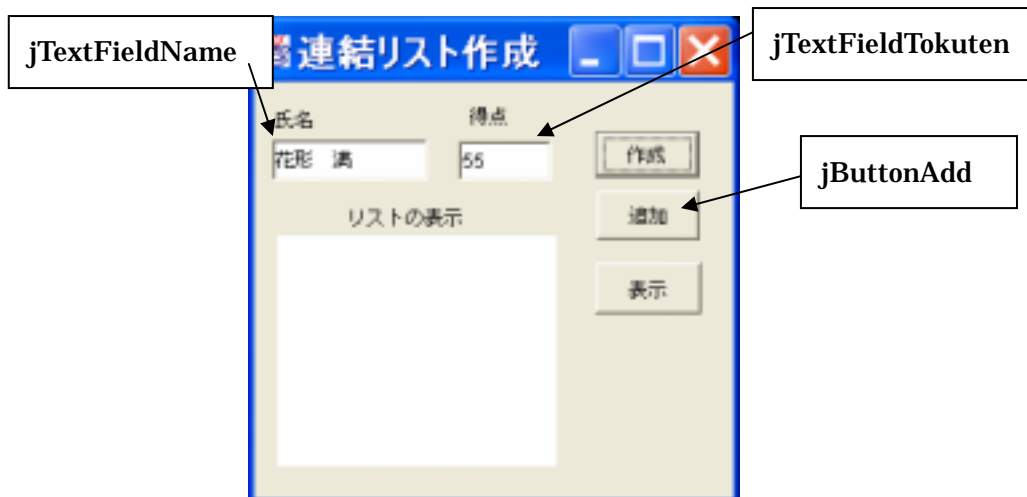 jTextFieldName
連結リスト作成
jTextFieldTokuten
氏名
得点
花形 満
55
作成
jButtonAdd
追加
リストの表示
表示